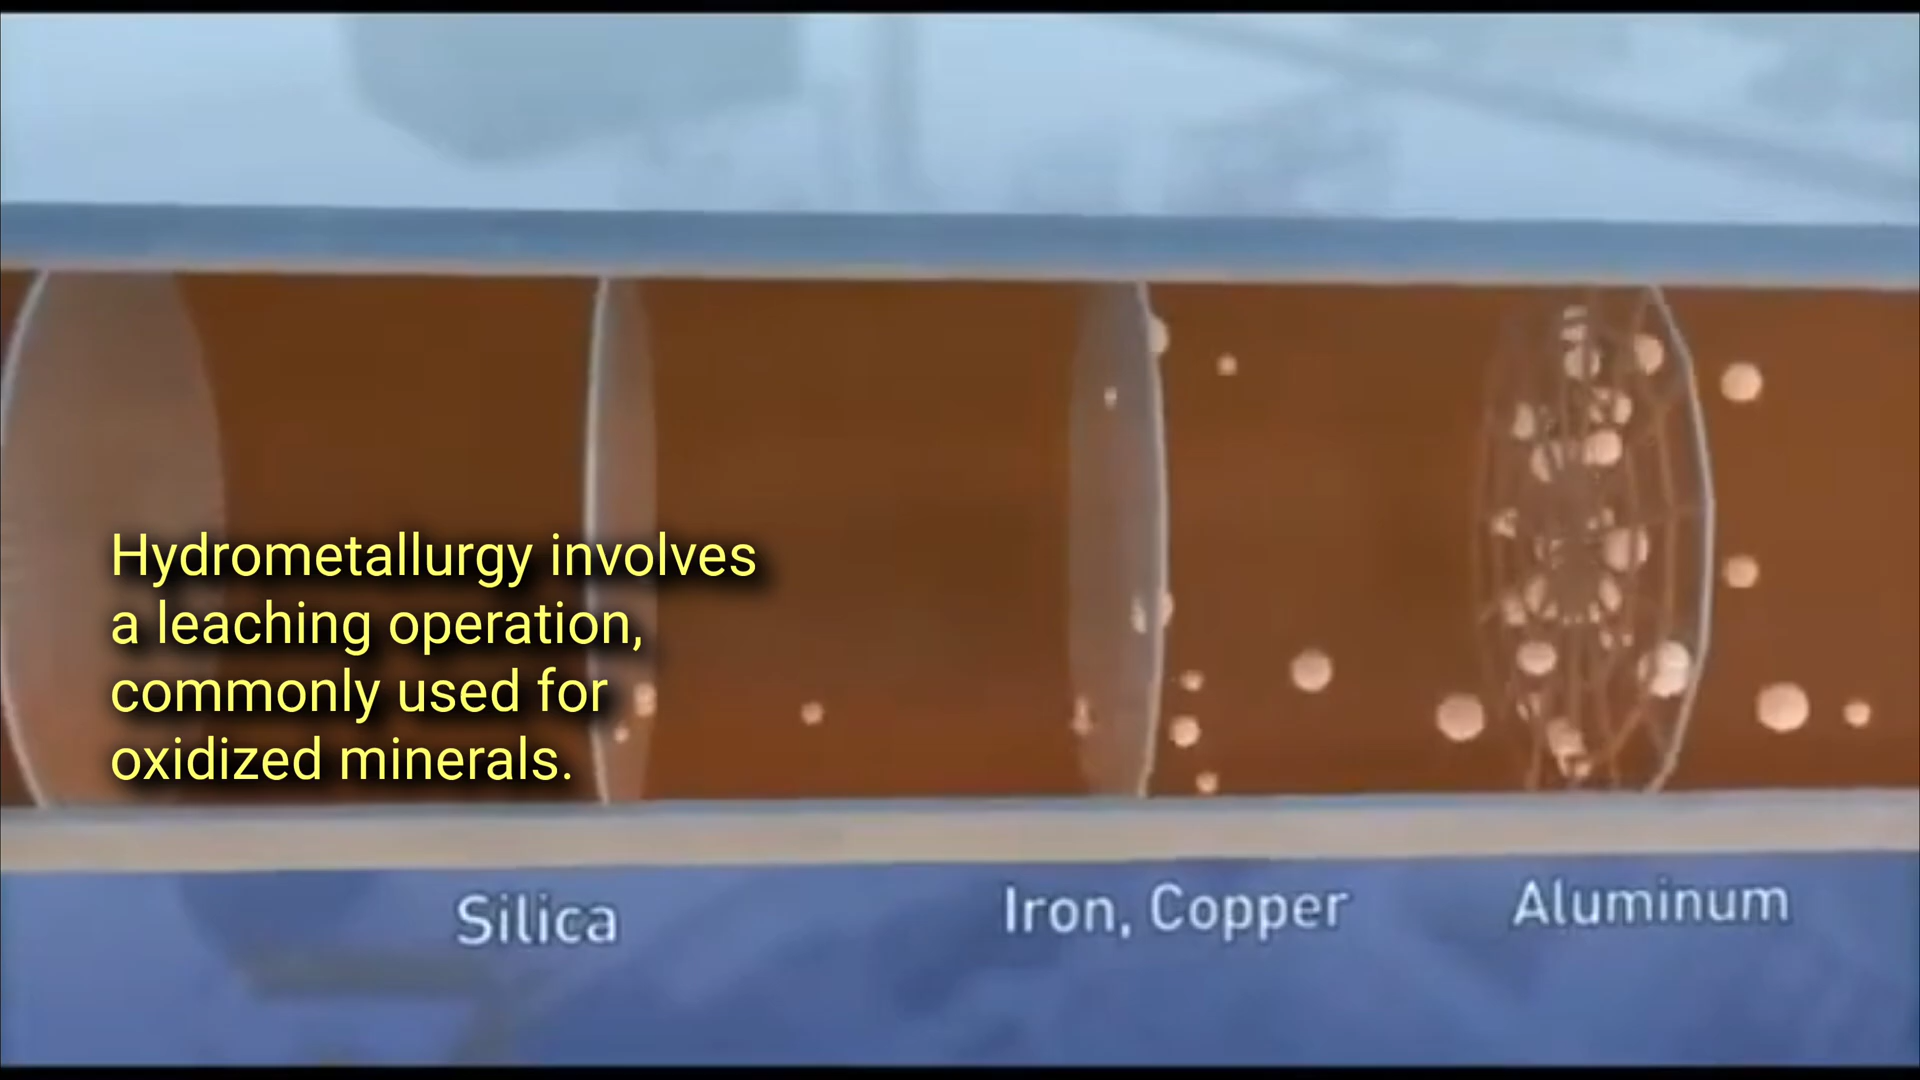 Hydrometallurgy involves
a leaching operation,
commonly used for
oxidized minerals.
Silica
Iron, Copper
Aluminum